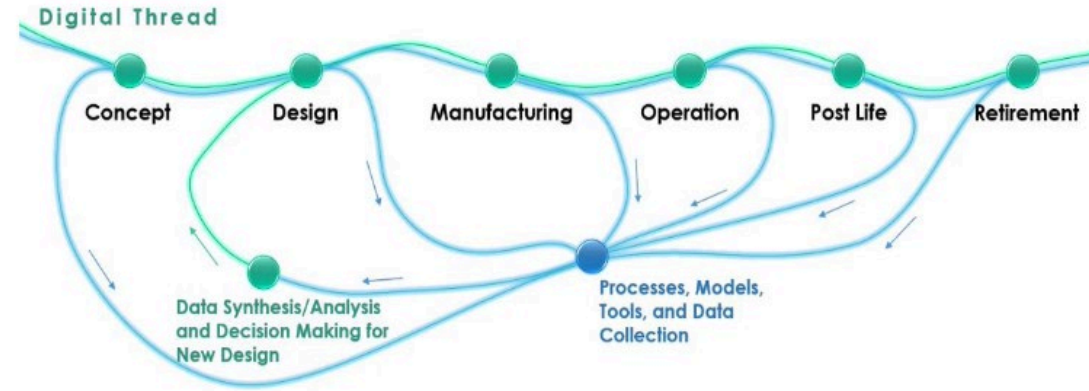 Digital Thread
Concept
Design
Manufacturing
Operation
Post Life
Retirement
Data Synthesis/Analysis
and Decision Making for
New Design
Processes, Models,
Tools, and Data
Collection